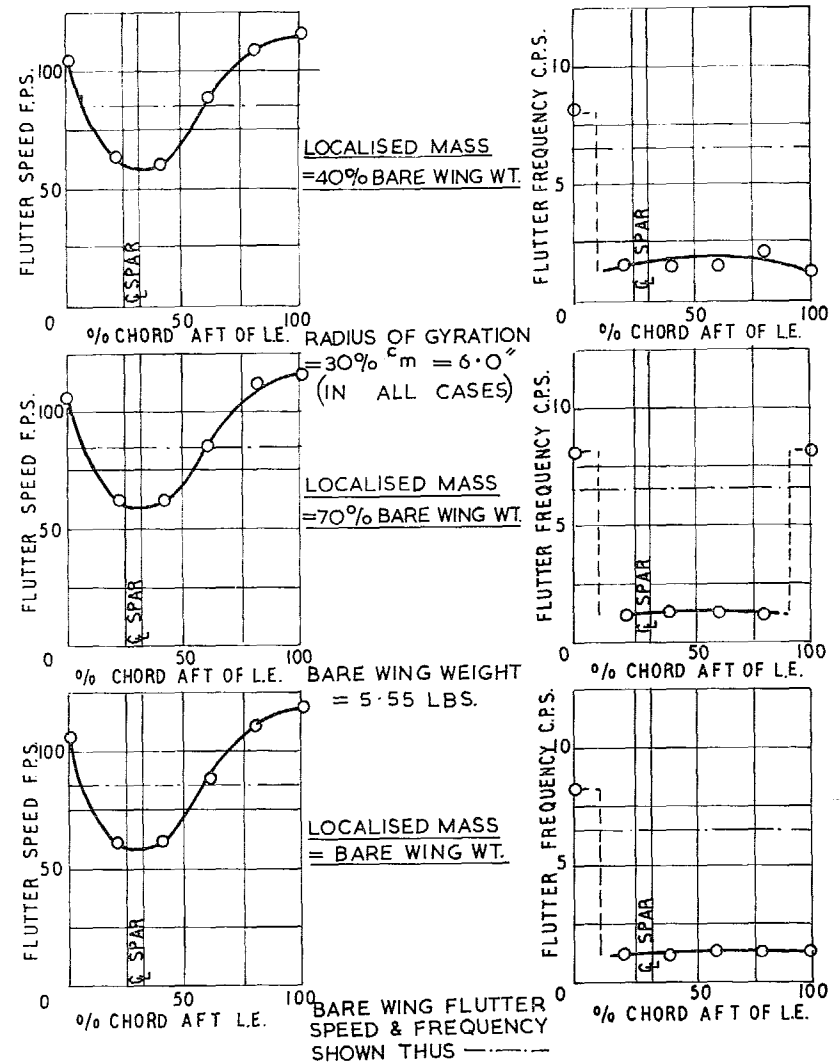 FLUTTER SPEED F.P.S.
100
50
0
50
100
℄ SPAR
% CHORD AFT OF L.E.
LOCALISED MASS
=40% BARE WING WT.
FLUTTER FREQUENCY C.P.S.
10
5
0
50
100
℄ SPAR
% CHORD AFT OF L.E.
RADIUS OF GYRATION
=30% cm = 6·0"
(IN ALL CASES)
FLUTTER SPEED F.P.S.
100
50
0
50
100
℄ SPAR
% CHORD AFT OF L.E.
LOCALISED MASS
=70% BARE WING WT.
FLUTTER FREQUENCY C.P.S.
10
5
0
50
100
℄ SPAR
% CHORD AFT OF L.E.
BARE WING WEIGHT
= 5·55 LBS.
FLUTTER SPEED F.P.S.
100
50
0
50
100
℄ SPAR
% CHORD AFT L.E.
LOCALISED MASS
= BARE WING WT.
FLUTTER FREQUENCY C.P.S.
10
5
0
50
100
℄ SPAR
% CHORD AFT OF L.E.
BARE WING FLUTTER
SPEED & FREQUENCY
SHOWN THUS